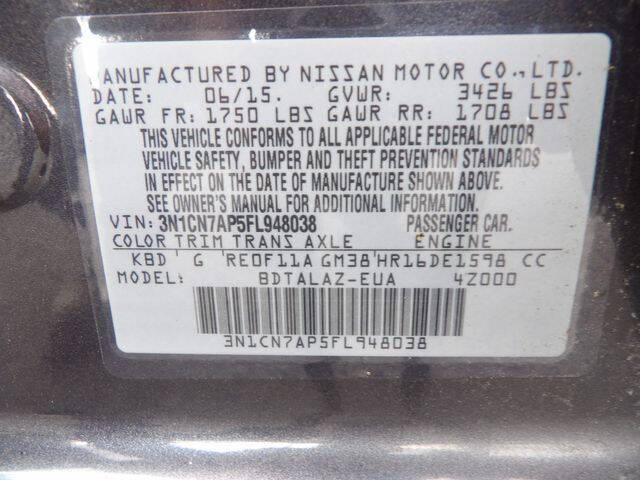 MANUFACTURED BY NISSAN MOTOR CO.,LTD.
DATE: 06/15. GVWR: 3426 LBS
GAWR FR: 1750 LBS GAWR RR: 1708 LBS
THIS VEHICLE CONFORMS TO ALL APPLICABLE FEDERAL MOTOR
VEHICLE SAFETY, BUMPER AND THEFT PREVENTION STANDARDS
IN EFFECT ON THE DATE OF MANUFACTURE SHOWN ABOVE.
SEE OWNER'S MANUAL FOR ADDITIONAL INFORMATION
VIN: 3N1CN7AP5FL948038 PASSENGER CAR.
COLOR TRIM TRANS AXLE ENGINE
KBD G RE0F11A GM38 HR16DE1598 CC
BDTALAZ-EUA 4Z000
3N1CN7AP5FL948038